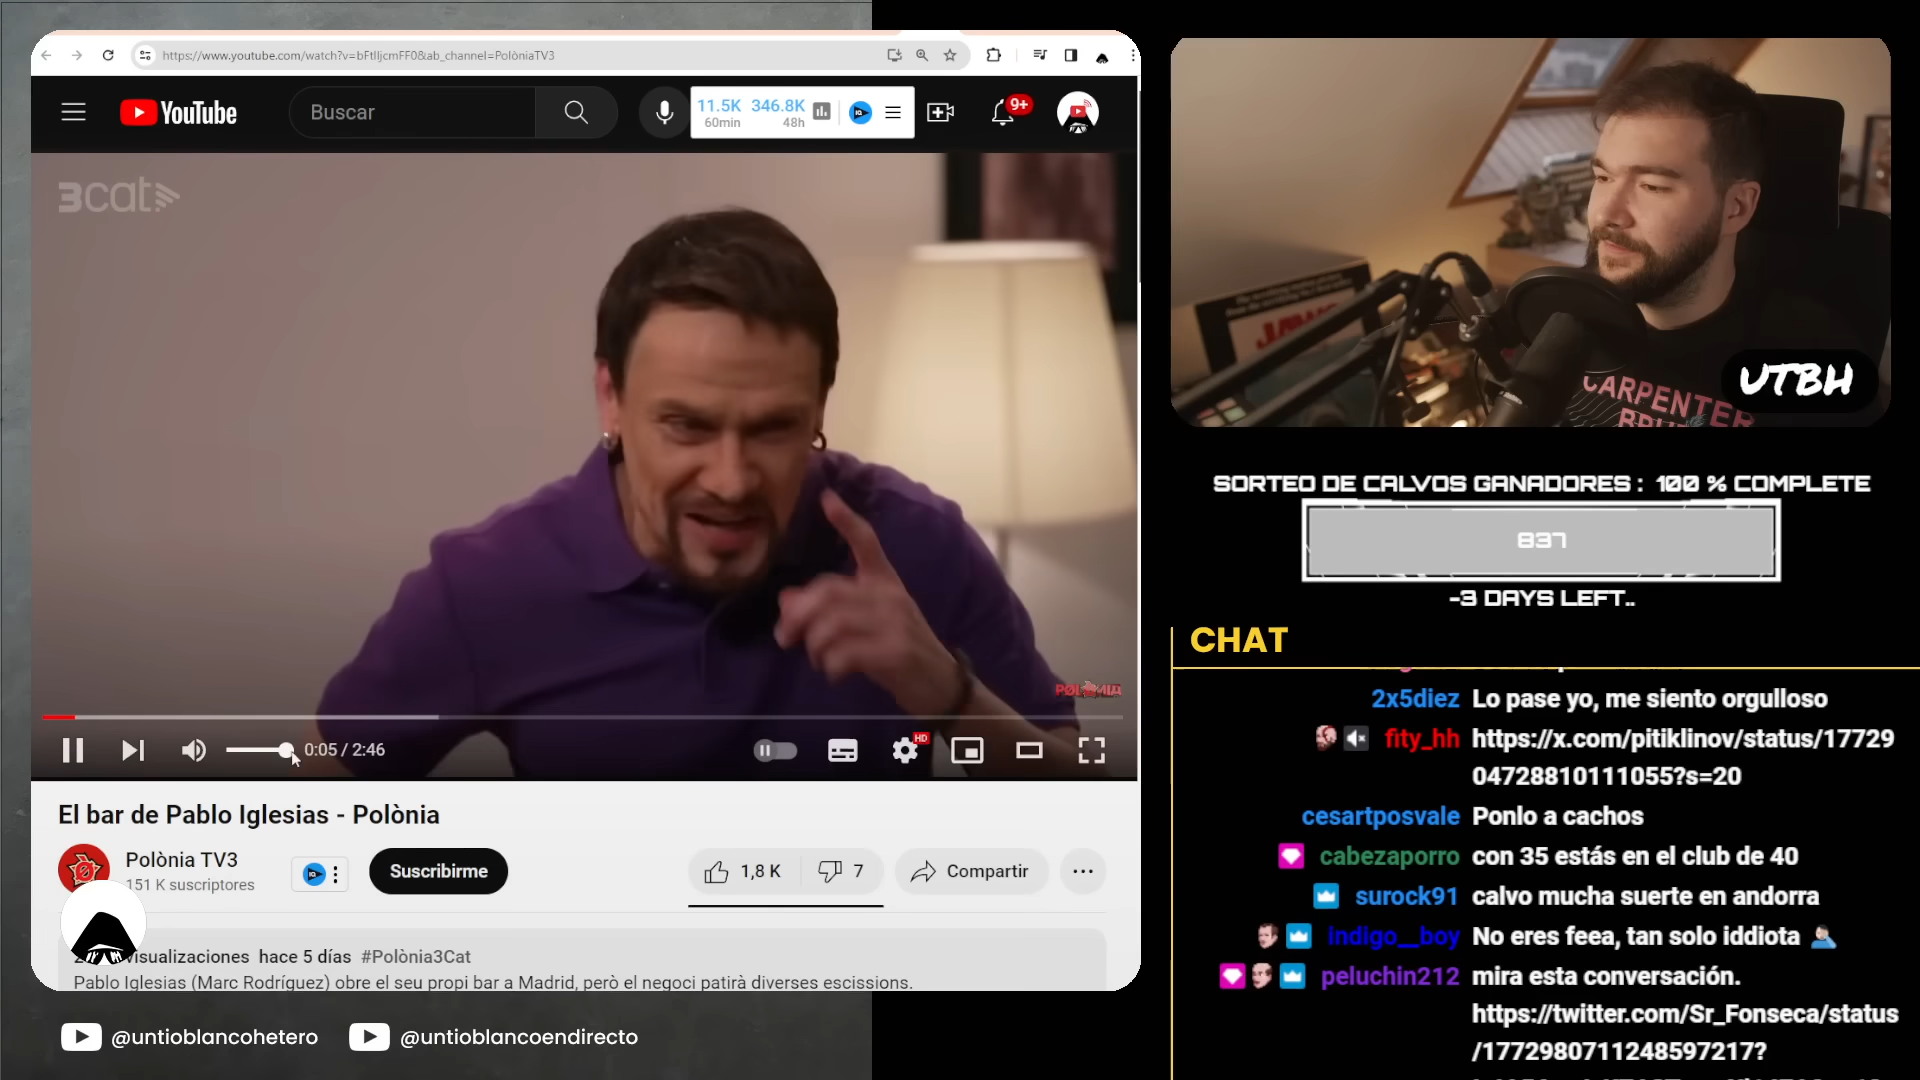 https://www.youtube.com/watch?v=bFtlIjcmFF0&ab_channel=PolòniaTV3
YouTube
Buscar
11.5K 346.8K
60min 48h
9+
3cat
POLÒNIA
0:05 / 2:46
HD
El bar de Pablo Iglesias - Polònia
Polònia TV3
151 K suscriptores
Suscribirme
1,8 K
7
Compartir
visualizaciones hace 5 días #Polònia3Cat
Pablo Iglesias (Marc Rodríguez) obre el seu propi bar a Madrid, però el negoci patirà diverses escissions.
@untioblancohetero
@untioblancoendirecto
JAWS
CARPENTER
UTBH
SORTEO DE CALVOS GANADORES : 100 % COMPLETE
837
-3 DAYS LEFT..
CHAT
2x5diez Lo pase yo, me siento orgulloso
fity_hh https://x.com/pitiklinov/status/17729
04728810111055?s=20
cesartposvale Ponlo a cachos
cabezaporro con 35 estás en el club de 40
surock91 calvo mucha suerte en andorra
indigo__boy No eres feea, tan solo iddiota
peluchin212 mira esta conversación.
https://twitter.com/Sr_Fonseca/status
/1772980711248597217?